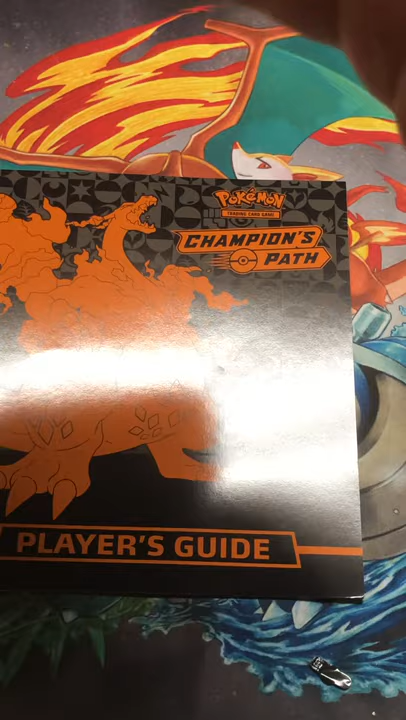 Pokémon
TRADING CARD GAME
CHAMPION'S
PATH
PLAYER'S GUIDE